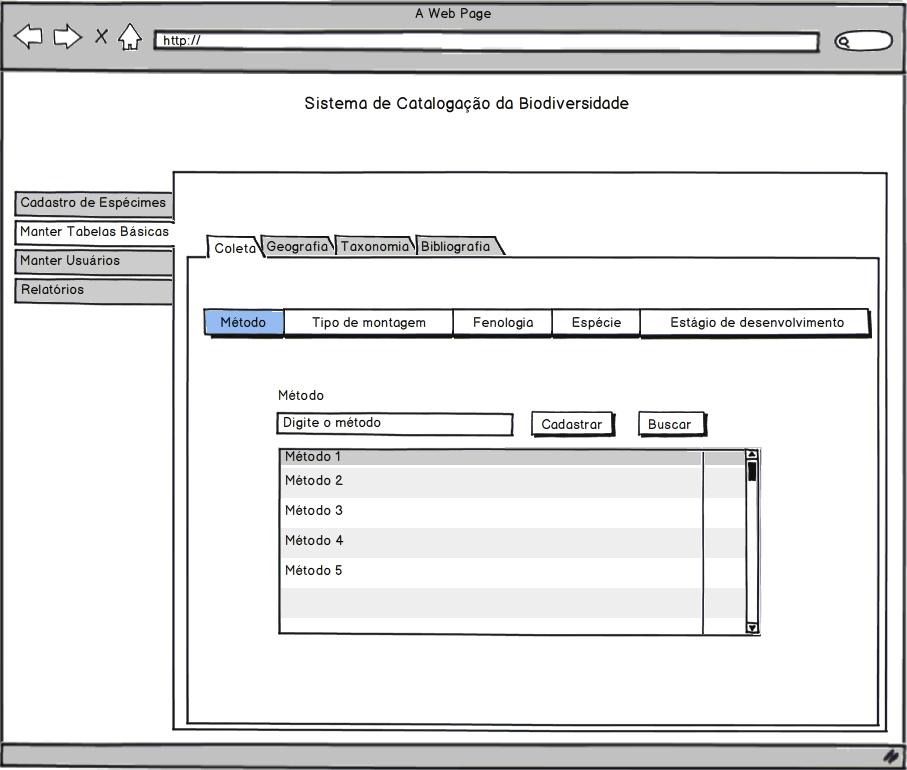 A Web Page
http://
Sistema de Catalogação da Biodiversidade
Cadastro de Espécimes
Manter Tabelas Básicas
Manter Usuários
Relatórios
Coleta Geografia Taxonomia Bibliografia
Método Tipo de montagem Fenologia Espécie Estágio de desenvolvimento
Método
Digite o método Cadastrar Buscar
Método 1
Método 2
Método 3
Método 4
Método 5